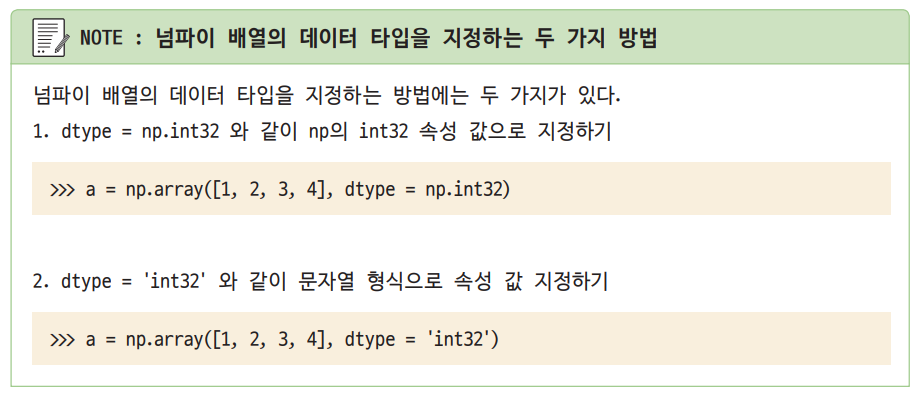 NOTE : 넘파이 배열의 데이터 타입을 지정하는 두 가지 방법
넘파이 배열의 데이터 타입을 지정하는 방법에는 두 가지가 있다.
1. dtype = np.int32 와 같이 np의 int32 속성 값으로 지정하기
>>> a = np.array([1, 2, 3, 4], dtype = np.int32)
2. dtype = 'int32' 와 같이 문자열 형식으로 속성 값 지정하기
>>> a = np.array([1, 2, 3, 4], dtype = 'int32')